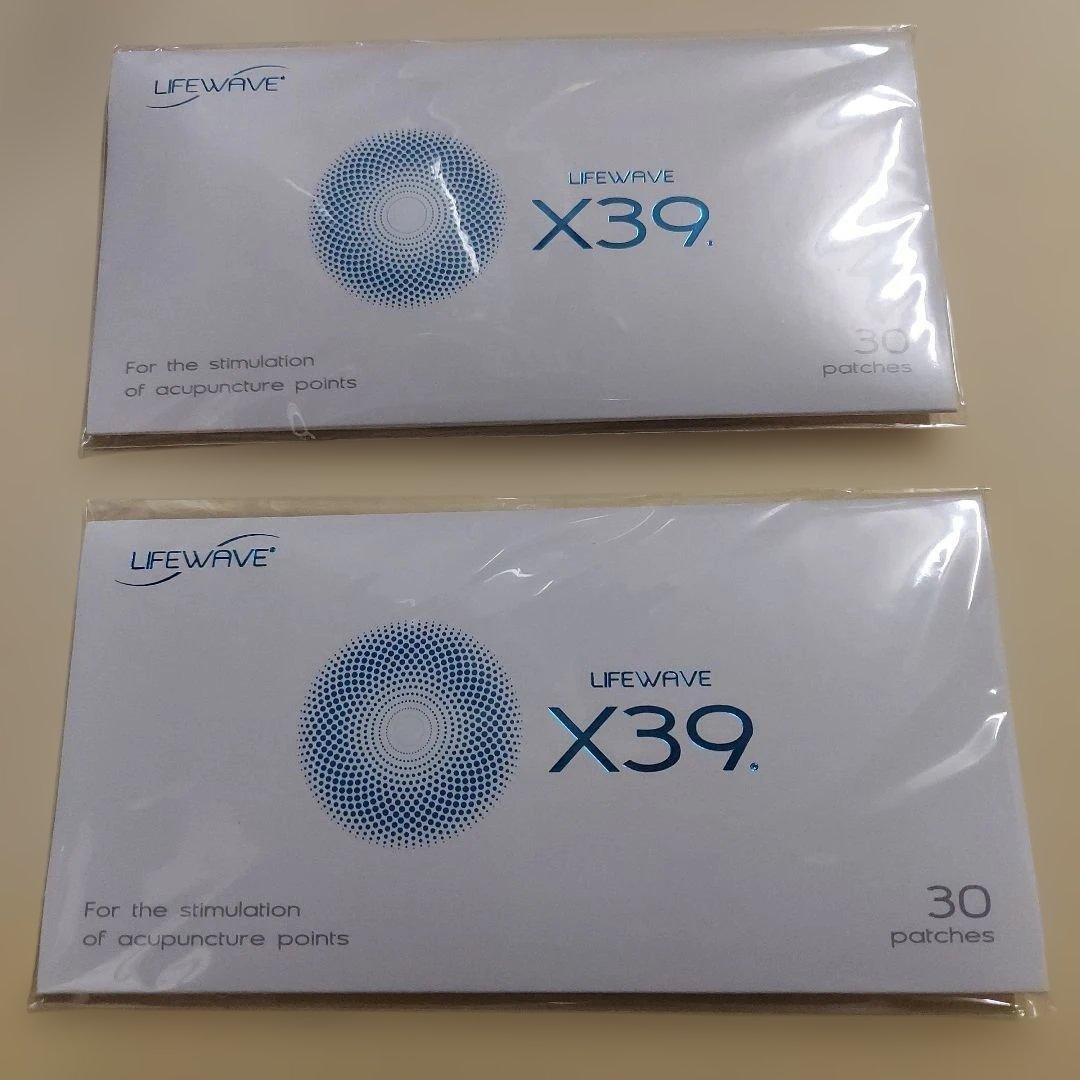 LIFEWAVE®
LIFEWAVE
X39
For the stimulation
of acupuncture points
30
patches
LIFEWAVE®
LIFEWAVE
X39
For the stimulation
of acupuncture points
30
patches